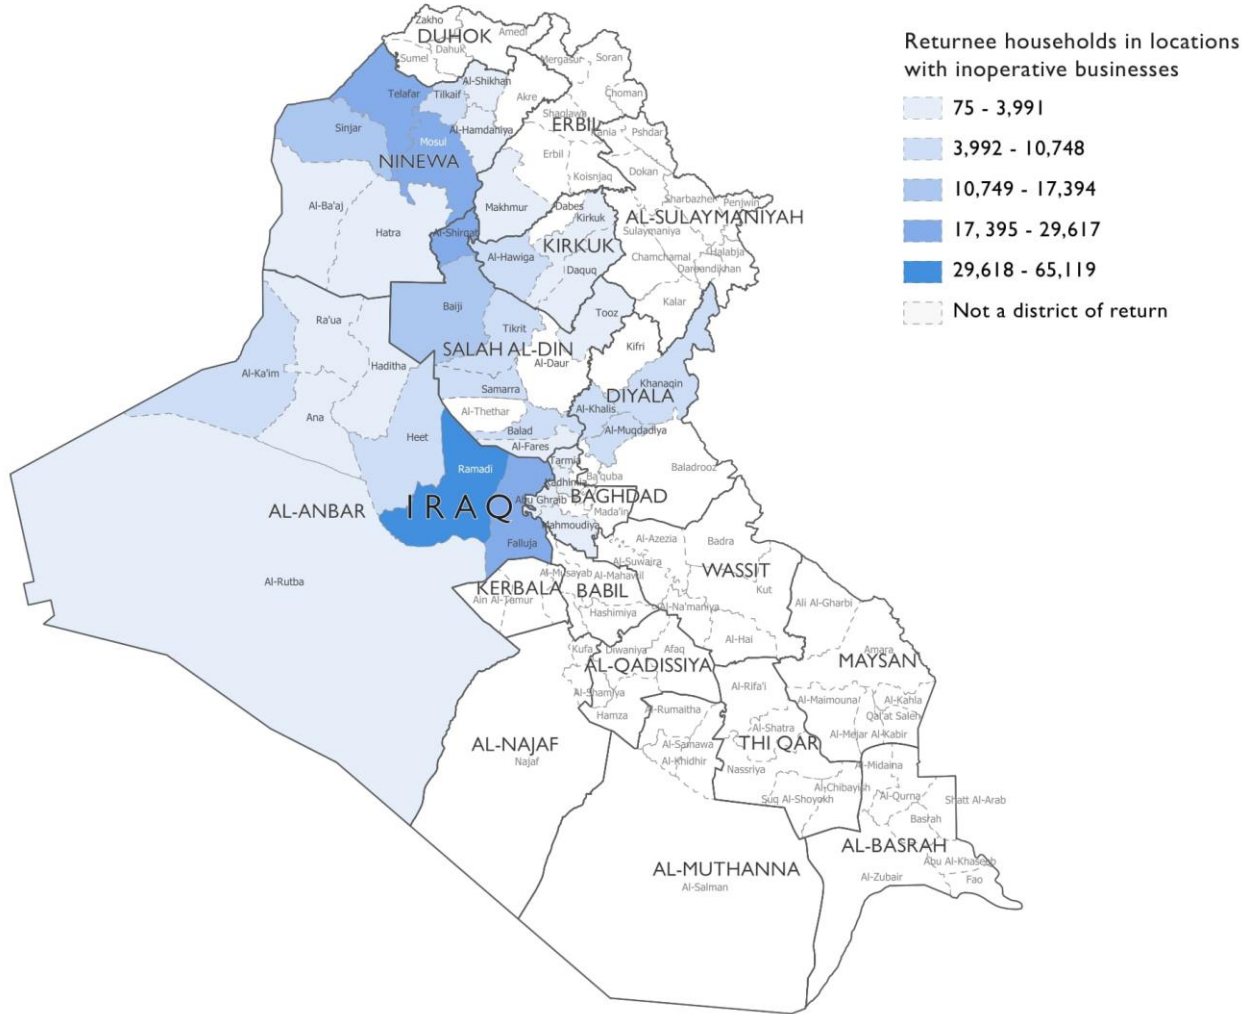 Returnee households in locations
with inoperative businesses
75 - 3,991
3,992 - 10,748
10,749 - 17,394
17, 395 - 29,617
29,618 - 65,119
Not a district of return
Zakho
DUHOK
Amedi
Dahuk
Sumel
Mergasur
Soran
Al-Shikhan
Telafar
Tilkaif
Akre
Choman
Shaqlawa
ERBIL
Rania
Pshdar
Sinjar
Mosul
Al-Hamdaniya
NINEWA
Erbil
Koisnjaq
Dokan
Al-Ba'aj
Hatra
Makhmur
Dabes
Kirkuk
Sharbazher
Penjwin
AL-SULAYMANIYAH
Sulaymaniya
Al-Shirqat
KIRKUK
Al-Hawiga
Daquq
Chamchamal
Halabja
Darbandikhan
Kalar
Baiji
Tooz
Ra'ua
Tikrit
SALAH AL-DIN
Al-Daur
Kifri
Haditha
Al-Ka'im
Samarra
Khanaqin
DIYALA
Al-Thethar
Al-Khalis
Ana
Heet
Balad
Al-Muqdadiya
Al-Fares
Ramadi
Tarmia
Baladrooz
Ba'quba
Kadhimia
IRAQ
Abu Ghraib
BAGHDAD
AL-ANBAR
Mada'in
Mahmoudiya
Falluja
Al-Azezia
Badra
Al-Suwaira
WASSIT
Al-Rutba
Al-Musayab
Al-Mahawil
KERBALA
BABIL
Kut
Ain Al-Tamur
Hashimiya
Al-Na'maniya
Ali Al-Gharbi
Al-Hai
Kufa
Diwaniya
Afaq
AL-QADISSIYA
Amara
MAYSAN
Al-Shamiya
Al-Rifa'i
Hamza
Al-Rumaitha
Al-Maimouna
Al-Kahla
Qal'at Saleh
Al-Shatra
Al-Mejar Al-Kabir
AL-NAJAF
Najaf
Al-Samawa
THI QAR
Al-Khidhir
Nassriya
Al-Midaina
Al-Chibayish
Suq Al-Shoyokh
Al-Qurna
Shatt Al-Arab
Basrah
AL-BASRAH
Abu Al-Khaseeb
AL-MUTHANNA
Al-Salman
Al-Zubair
Fao